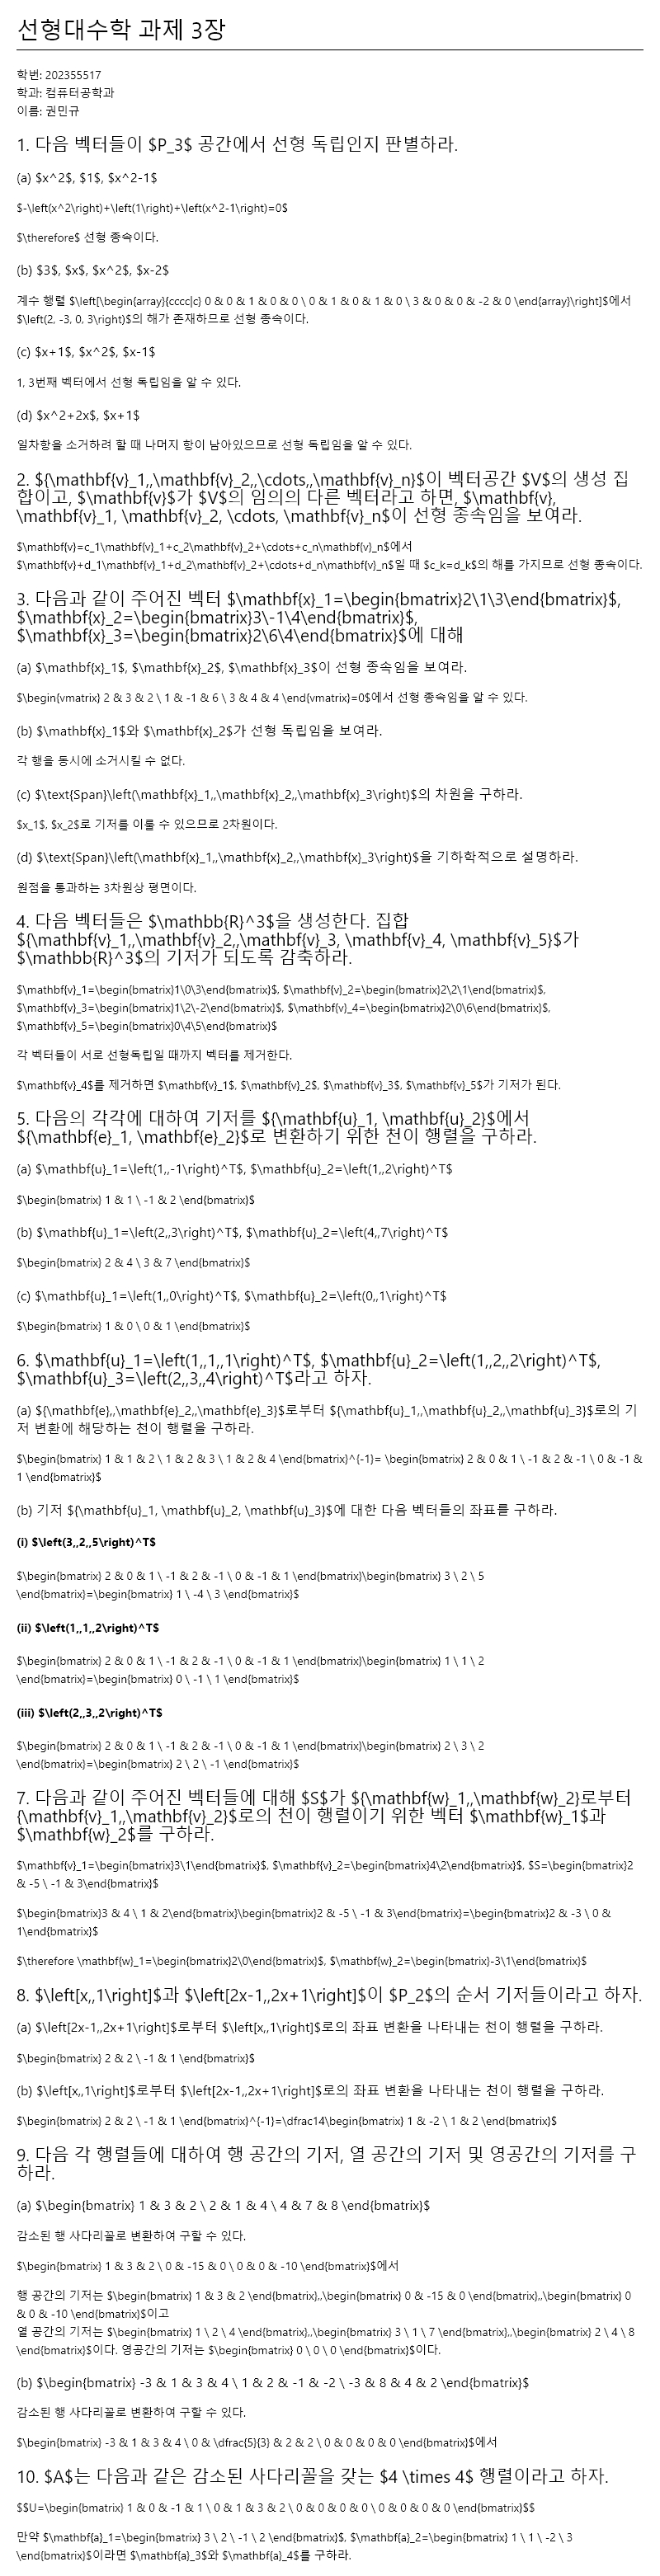 선형대수학 과제 3장
학번: 202355517
학과: 컴퓨터공학과
이름: 권민규
1. 다음 벡터들이 $P_3$ 공간에서 선형 독립인지 판별하라.
(a) $x^2$, $1$, $x^2-1$
$-\left(x^2\right)+\left(1\right)+\left(x^2-1\right)=0$
$\therefore$ 선형 종속이다.
(b) $3$, $x$, $x^2$, $x-2$
계수 행렬 $\left[\begin{array}{cccc|c} 0 & 0 & 1 & 0 & 0 \ 0 & 1 & 0 & 1 & 0 \ 3 & 0 & 0 & -2 & 0 \end{array}\right]$에서
$\left(2, -3, 0, 3\right)$의 해가 존재하므로 선형 종속이다.
(c) $x+1$, $x^2$, $x-1$
1, 3번째 벡터에서 선형 독립임을 알 수 있다.
(d) $x^2+2x$, $x+1$
일차항을 소거하려 할 때 나머지 항이 남아있으므로 선형 독립임을 알 수 있다.
2. ${\mathbf{v}_1,,\mathbf{v}_2,,\cdots,,\mathbf{v}_n}$이 벡터공간 $V$의 생성 집
합이고, $\mathbf{v}$가 $V$의 임의의 다른 벡터라고 하면, $\mathbf{v},
\mathbf{v}_1, \mathbf{v}_2, \cdots, \mathbf{v}_n$이 선형 종속임을 보여라.
$\mathbf{v}=c_1\mathbf{v}_1+c_2\mathbf{v}_2+\cdots+c_n\mathbf{v}_n$에서
$\mathbf{v}+d_1\mathbf{v}_1+d_2\mathbf{v}_2+\cdots+d_n\mathbf{v}_n$일 때 $c_k=d_k$의 해를 가지므로 선형 종속이다.
3. 다음과 같이 주어진 벡터 $\mathbf{x}_1=\begin{bmatrix}2\1\3\end{bmatrix}$,
$\mathbf{x}_2=\begin{bmatrix}3\-1\4\end{bmatrix}$,
$\mathbf{x}_3=\begin{bmatrix}2\6\4\end{bmatrix}$에 대해
(a) $\mathbf{x}_1$, $\mathbf{x}_2$, $\mathbf{x}_3$이 선형 종속임을 보여라.
$\begin{vmatrix} 2 & 3 & 2 \ 1 & -1 & 6 \ 3 & 4 & 4 \end{vmatrix}=0$에서 선형 종속임을 알 수 있다.
(b) $\mathbf{x}_1$와 $\mathbf{x}_2$가 선형 독립임을 보여라.
각 행을 동시에 소거시킬 수 없다.
(c) $\text{Span}\left(\mathbf{x}_1,,\mathbf{x}_2,,\mathbf{x}_3\right)$의 차원을 구하라.
$x_1$, $x_2$로 기저를 이룰 수 있으므로 2차원이다.
(d) $\text{Span}\left(\mathbf{x}_1,,\mathbf{x}_2,,\mathbf{x}_3\right)$을 기하학적으로 설명하라.
원점을 통과하는 3차원상 평면이다.
4. 다음 벡터들은 $\mathbb{R}^3$을 생성한다. 집합
${\mathbf{v}_1,,\mathbf{v}_2,,\mathbf{v}_3, \mathbf{v}_4, \mathbf{v}_5}$가
$\mathbb{R}^3$의 기저가 되도록 감축하라.
$\mathbf{v}_1=\begin{bmatrix}1\0\3\end{bmatrix}$, $\mathbf{v}_2=\begin{bmatrix}2\2\1\end{bmatrix}$,
$\mathbf{v}_3=\begin{bmatrix}1\2\-2\end{bmatrix}$, $\mathbf{v}_4=\begin{bmatrix}2\0\6\end{bmatrix}$,
$\mathbf{v}_5=\begin{bmatrix}0\4\5\end{bmatrix}$
각 벡터들이 서로 선형독립일 때까지 벡터를 제거한다.
$\mathbf{v}_4$를 제거하면 $\mathbf{v}_1$, $\mathbf{v}_2$, $\mathbf{v}_3$, $\mathbf{v}_5$가 기저가 된다.
5. 다음의 각각에 대하여 기저를 ${\mathbf{u}_1, \mathbf{u}_2}$에서
${\mathbf{e}_1, \mathbf{e}_2}$로 변환하기 위한 천이 행렬을 구하라.
(a) $\mathbf{u}_1=\left(1,,-1\right)^T$, $\mathbf{u}_2=\left(1,,2\right)^T$
$\begin{bmatrix} 1 & 1 \ -1 & 2 \end{bmatrix}$
(b) $\mathbf{u}_1=\left(2,,3\right)^T$, $\mathbf{u}_2=\left(4,,7\right)^T$
$\begin{bmatrix} 2 & 4 \ 3 & 7 \end{bmatrix}$
(c) $\mathbf{u}_1=\left(1,,0\right)^T$, $\mathbf{u}_2=\left(0,,1\right)^T$
$\begin{bmatrix} 1 & 0 \ 0 & 1 \end{bmatrix}$
6. $\mathbf{u}_1=\left(1,,1,,1\right)^T$, $\mathbf{u}_2=\left(1,,2,,2\right)^T$,
$\mathbf{u}_3=\left(2,,3,,4\right)^T$라고 하자.
(a) ${\mathbf{e},,\mathbf{e}_2,,\mathbf{e}_3}$로부터 ${\mathbf{u}_1,,\mathbf{u}_2,,\mathbf{u}_3}$로의 기
저 변환에 해당하는 천이 행렬을 구하라.
$\begin{bmatrix} 1 & 1 & 2 \ 1 & 2 & 3 \ 1 & 2 & 4 \end{bmatrix}^{-1}= \begin{bmatrix} 2 & 0 & 1 \ -1 & 2 & -1 \ 0 & -1 &
1 \end{bmatrix}$
(b) 기저 ${\mathbf{u}_1, \mathbf{u}_2, \mathbf{u}_3}$에 대한 다음 벡터들의 좌표를 구하라.
(i) $\left(3,,2,,5\right)^T$
$\begin{bmatrix} 2 & 0 & 1 \ -1 & 2 & -1 \ 0 & -1 & 1 \end{bmatrix}\begin{bmatrix} 3 \ 2 \ 5
\end{bmatrix}=\begin{bmatrix} 1 \ -4 \ 3 \end{bmatrix}$
(ii) $\left(1,,1,,2\right)^T$
$\begin{bmatrix} 2 & 0 & 1 \ -1 & 2 & -1 \ 0 & -1 & 1 \end{bmatrix}\begin{bmatrix} 1 \ 1 \ 2
\end{bmatrix}=\begin{bmatrix} 0 \ -1 \ 1 \end{bmatrix}$
(iii) $\left(2,,3,,2\right)^T$
$\begin{bmatrix} 2 & 0 & 1 \ -1 & 2 & -1 \ 0 & -1 & 1 \end{bmatrix}\begin{bmatrix} 2 \ 3 \ 2
\end{bmatrix}=\begin{bmatrix} 2 \ 2 \ -1 \end{bmatrix}$
7. 다음과 같이 주어진 벡터들에 대해 $S$가 ${\mathbf{w}_1,,\mathbf{w}_2}로부터
{\mathbf{v}_1,,\mathbf{v}_2}$로의 천이 행렬이기 위한 벡터 $\mathbf{w}_1$과
$\mathbf{w}_2$를 구하라.
$\mathbf{v}_1=\begin{bmatrix}3\1\end{bmatrix}$, $\mathbf{v}_2=\begin{bmatrix}4\2\end{bmatrix}$, $S=\begin{bmatrix}2
& -5 \ -1 & 3\end{bmatrix}$
$\begin{bmatrix}3 & 4 \ 1 & 2\end{bmatrix}\begin{bmatrix}2 & -5 \ -1 & 3\end{bmatrix}=\begin{bmatrix}2 & -3 \ 0 &
1\end{bmatrix}$
$\therefore \mathbf{w}_1=\begin{bmatrix}2\0\end{bmatrix}$, $\mathbf{w}_2=\begin{bmatrix}-3\1\end{bmatrix}$
8. $\left[x,,1\right]$과 $\left[2x-1,,2x+1\right]$이 $P_2$의 순서 기저들이라고 하자.
(a) $\left[2x-1,,2x+1\right]$로부터 $\left[x,,1\right]$로의 좌표 변환을 나타내는 천이 행렬을 구하라.
$\begin{bmatrix} 2 & 2 \ -1 & 1 \end{bmatrix}$
(b) $\left[x,,1\right]$로부터 $\left[2x-1,,2x+1\right]$로의 좌표 변환을 나타내는 천이 행렬을 구하라.
$\begin{bmatrix} 2 & 2 \ -1 & 1 \end{bmatrix}^{-1}=\dfrac14\begin{bmatrix} 1 & -2 \ 1 & 2 \end{bmatrix}$
9. 다음 각 행렬들에 대하여 행 공간의 기저, 열 공간의 기저 및 영공간의 기저를 구
하라.
(a) $\begin{bmatrix} 1 & 3 & 2 \ 2 & 1 & 4 \ 4 & 7 & 8 \end{bmatrix}$
감소된 행 사다리꼴로 변환하여 구할 수 있다.
$\begin{bmatrix} 1 & 3 & 2 \ 0 & -15 & 0 \ 0 & 0 & -10 \end{bmatrix}$에서
행 공간의 기저는 $\begin{bmatrix} 1 & 3 & 2 \end{bmatrix},,\begin{bmatrix} 0 & -15 & 0 \end{bmatrix},,\begin{bmatrix} 0
& 0 & -10 \end{bmatrix}$이고
열 공간의 기저는 $\begin{bmatrix} 1 \ 2 \ 4 \end{bmatrix},,\begin{bmatrix} 3 \ 1 \ 7 \end{bmatrix},,\begin{bmatrix} 2 \ 4 \ 8
\end{bmatrix}$이다. 영공간의 기저는 $\begin{bmatrix} 0 \ 0 \ 0 \end{bmatrix}$이다.
(b) $\begin{bmatrix} -3 & 1 & 3 & 4 \ 1 & 2 & -1 & -2 \ -3 & 8 & 4 & 2 \end{bmatrix}$
감소된 행 사다리꼴로 변환하여 구할 수 있다.
$\begin{bmatrix} -3 & 1 & 3 & 4 \ 0 & \dfrac{5}{3} & 2 & 2 \ 0 & 0 & 0 & 0 \end{bmatrix}$에서
10. $A$는 다음과 같은 감소된 사다리꼴을 갖는 $4 \times 4$ 행렬이라고 하자.
$$U=\begin{bmatrix} 1 & 0 & -1 & 1 \ 0 & 1 & 3 & 2 \ 0 & 0 & 0 & 0 \ 0 & 0 & 0 & 0 \end{bmatrix}$$
만약 $\mathbf{a}_1=\begin{bmatrix} 3 \ 2 \ -1 \ 2 \end{bmatrix}$, $\mathbf{a}_2=\begin{bmatrix} 1 \ 1 \ -2 \ 3
\end{bmatrix}$이라면 $\mathbf{a}_3$와 $\mathbf{a}_4$를 구하라.